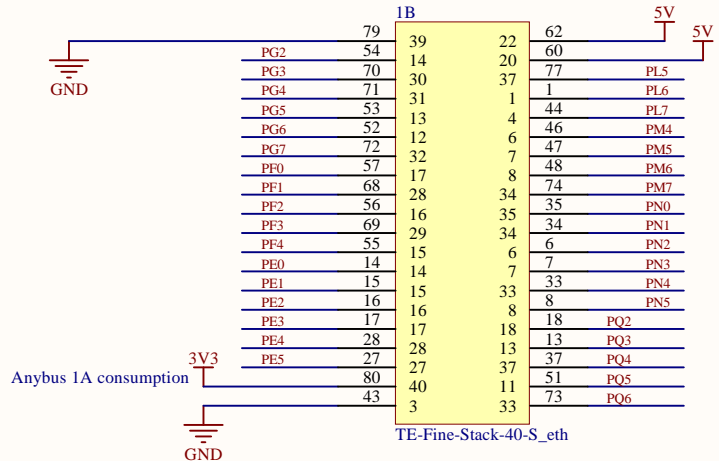 1B
5V
79 39 22 62
5V
PG2 54 14 20 60
GND
PG3 70 30 37 77 PL5
PG4 71 31 1 1 PL6
PG5 53 13 4 44 PL7
PG6 52 12 6 46 PM4
PG7 72 32 7 47 PM5
PF0 57 17 8 48 PM6
PF1 68 28 34 74 PM7
PF2 56 16 35 35 PN0
PF3 69 29 34 34 PN1
PF4 55 15 6 6 PN2
PE0 14 14 7 7 PN3
PE1 15 15 33 33 PN4
PE2 16 16 8 8 PN5
PE3 17 17 18 18 PQ2
PE4 28 28 13 13 PQ3
PE5 27 27 37 37 PQ4
3V3
Anybus 1A consumption
80 40 11 51 PQ5
43 3 33 73 PQ6
TE-Fine-Stack-40-S_eth
GND